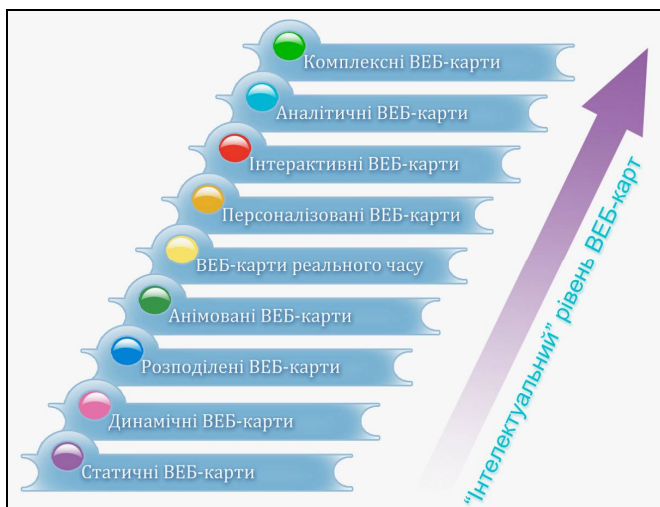 Комплексні ВЕБ-карти
Аналітичні ВЕБ-карти
Інтерактивні ВЕБ-карти
Персоналізовані ВЕБ-карти
ВЕБ-карти реального часу
Анімовані ВЕБ-карти
Розподілені ВЕБ-карти
Динамічні ВЕБ-карти
Статичні ВЕБ-карти
“Інтелектуальний” рівень ВЕБ-карт